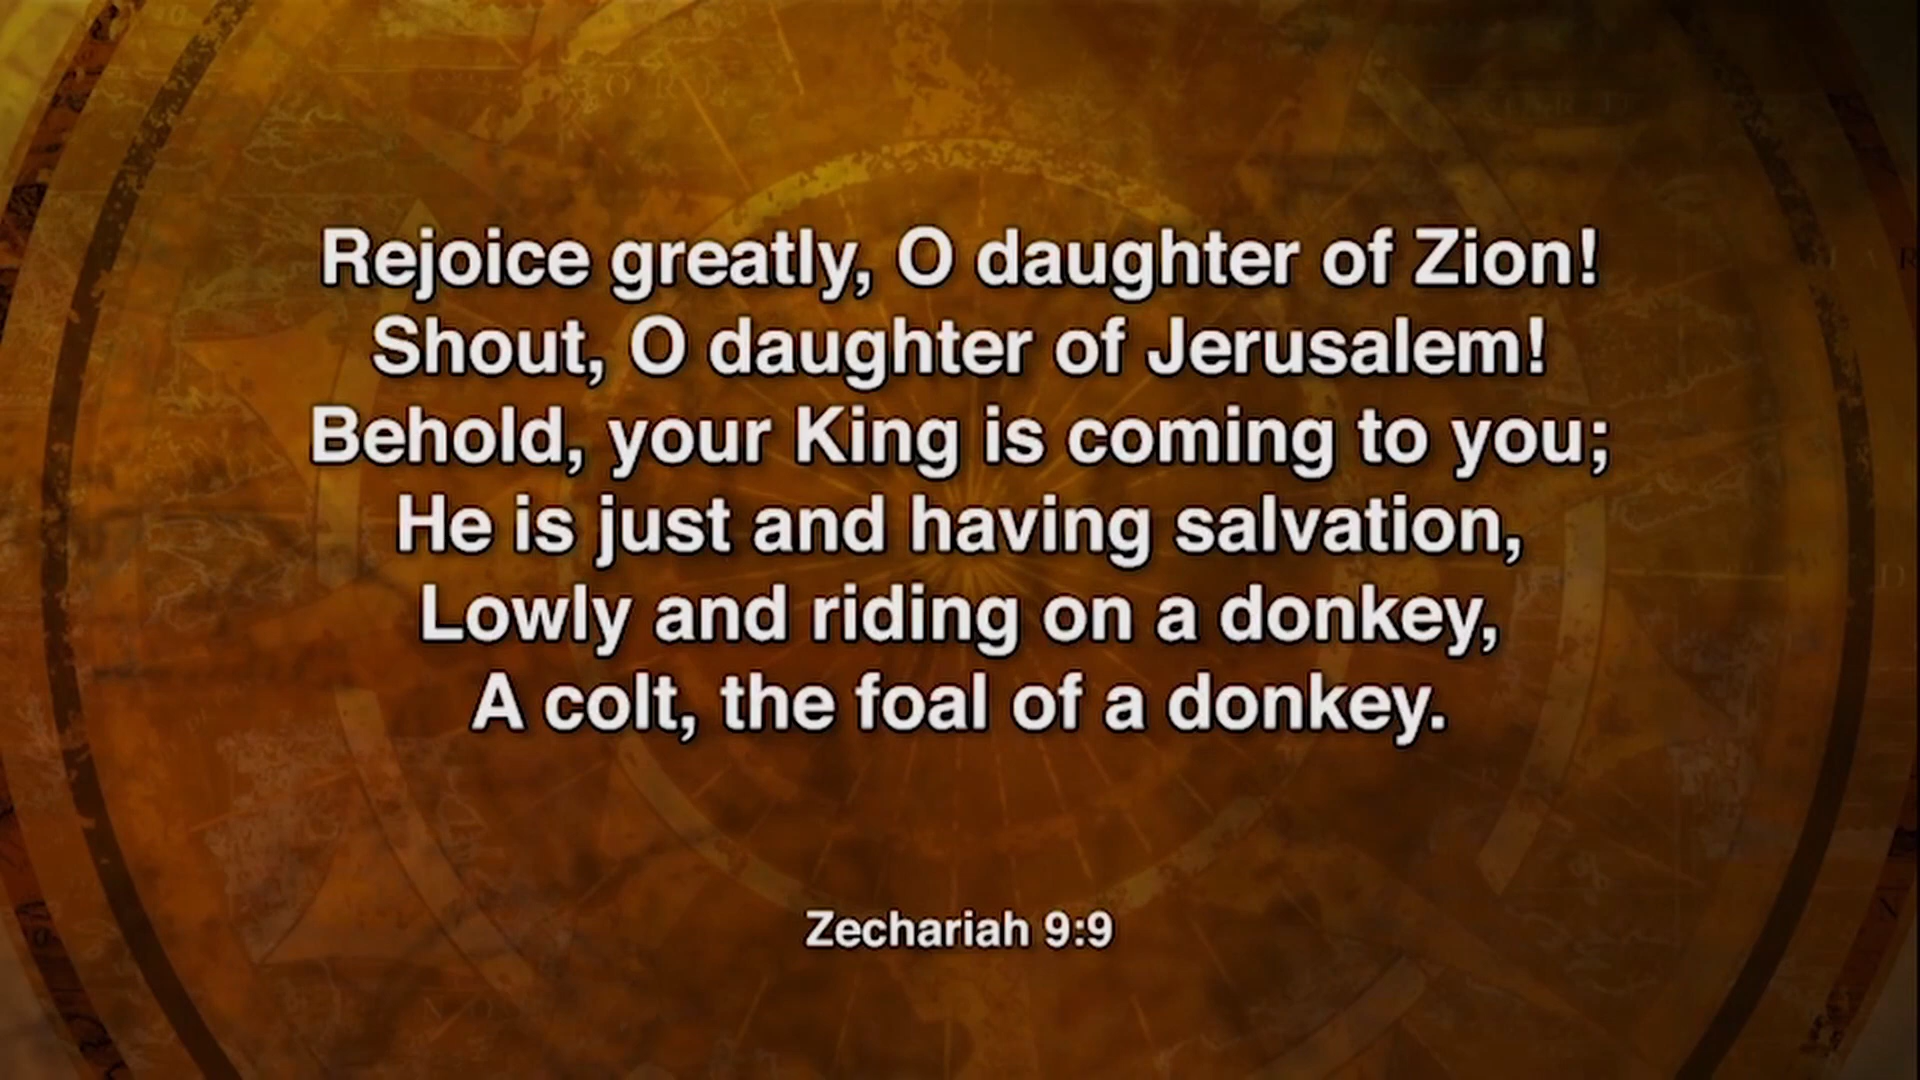 Rejoice greatly, O daughter of Zion!
Shout, O daughter of Jerusalem!
Behold, your King is coming to you;
He is just and having salvation,
Lowly and riding on a donkey,
A colt, the foal of a donkey.
Zechariah 9:9